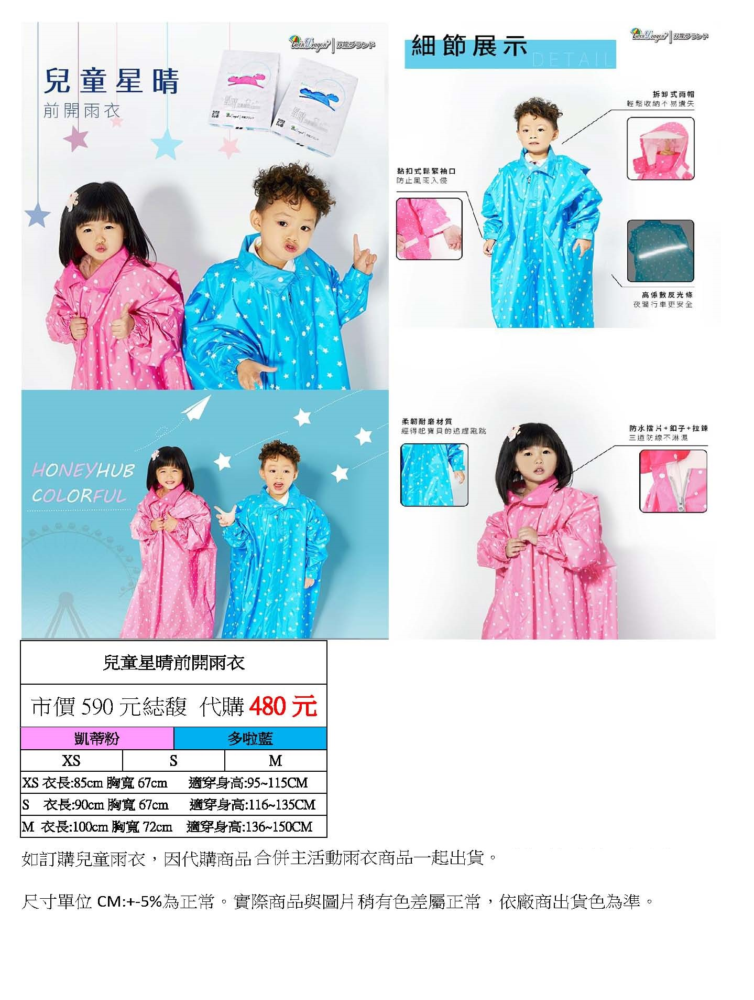 twinDragon | 双龍ブランド
兒童星晴
前開雨衣
細節展示
DETAIL
twinDragon | 双龍ブランド
拆卸式雨帽
輕鬆收納不易遺失
黏扣式鬆緊袖口
防止風雨入侵
高係數反光條
夜間行車更安全
HONEYHUB
COLORFUL
柔韌耐磨材質
經得起寶貝的追趕跑跳
防水擋片+釦子+拉鍊
三道防線不淋濕
兒童星晴前開雨衣
市價590元結馥 代購480元
凱蒂粉 多啦藍
XS S M
XS 衣長:85cm 胸寬 67cm 適穿身高:95~115CM
S 衣長:90cm 胸寬 67cm 適穿身高:116~135CM
M 衣長:100cm 胸寬 72cm 適穿身高:136~150CM
如訂購兒童雨衣，因代購商品合併主活動雨衣商品一起出貨。
尺寸單位 CM:+-5%為正常。實際商品與圖片稍有色差屬正常，依廠商出貨色為準。